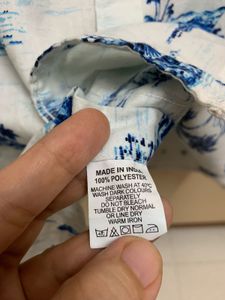 MADE IN INDIA
100% POLYESTER
MACHINE WASH AT 40°C
WASH DARK COLOURS
SEPARATELY
DO NOT BLEACH
TUMBLE DRY NORMAL
OR LINE DRY
WARM IRON